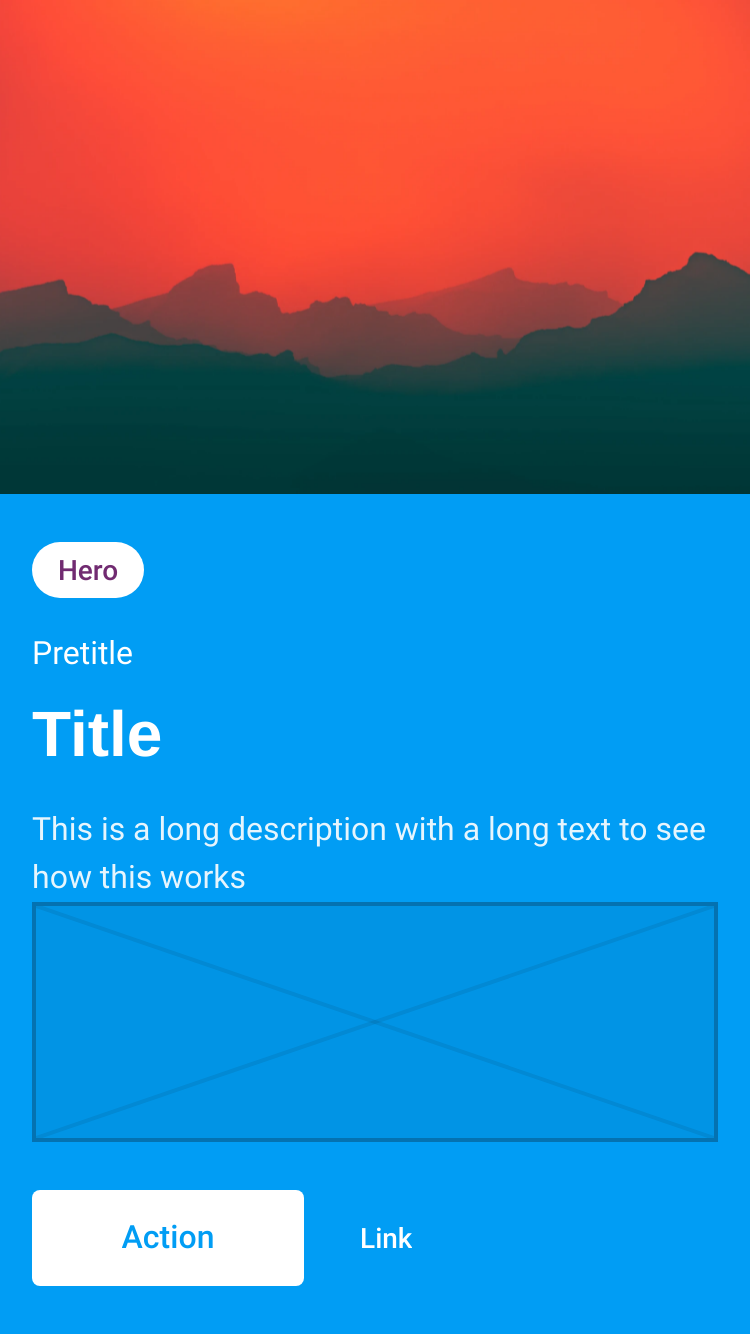 Hero
Pretitle
Title
This is a long description with a long text to see
how this works
Action
Link